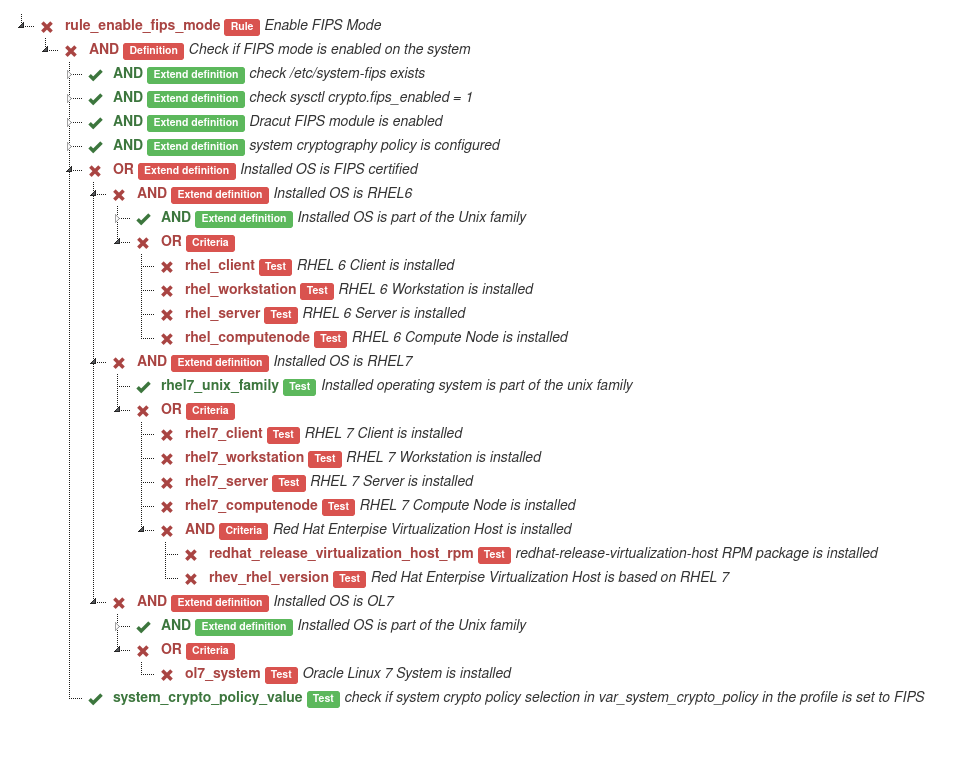 rule_enable_fips_mode Rule Enable FIPS Mode
AND Definition Check if FIPS mode is enabled on the system
AND Extend definition check /etc/system-fips exists
AND Extend definition check sysctl crypto.fips_enabled = 1
AND Extend definition Dracut FIPS module is enabled
AND Extend definition system cryptography policy is configured
OR Extend definition Installed OS is FIPS certified
AND Extend definition Installed OS is RHEL6
AND Extend definition Installed OS is part of the Unix family
OR Criteria
rhel_client Test RHEL 6 Client is installed
rhel_workstation Test RHEL 6 Workstation is installed
rhel_server Test RHEL 6 Server is installed
rhel_computenode Test RHEL 6 Compute Node is installed
AND Extend definition Installed OS is RHEL7
rhel7_unix_family Test Installed operating system is part of the unix family
OR Criteria
rhel7_client Test RHEL 7 Client is installed
rhel7_workstation Test RHEL 7 Workstation is installed
rhel7_server Test RHEL 7 Server is installed
rhel7_computenode Test RHEL 7 Compute Node is installed
AND Criteria Red Hat Enterpise Virtualization Host is installed
redhat_release_virtualization_host_rpm Test redhat-release-virtualization-host RPM package is installed
rhev_rhel_version Test Red Hat Enterpise Virtualization Host is based on RHEL 7
AND Extend definition Installed OS is OL7
AND Extend definition Installed OS is part of the Unix family
OR Criteria
ol7_system Test Oracle Linux 7 System is installed
system_crypto_policy_value Test check if system crypto policy selection in var_system_crypto_policy in the profile is set to FIPS